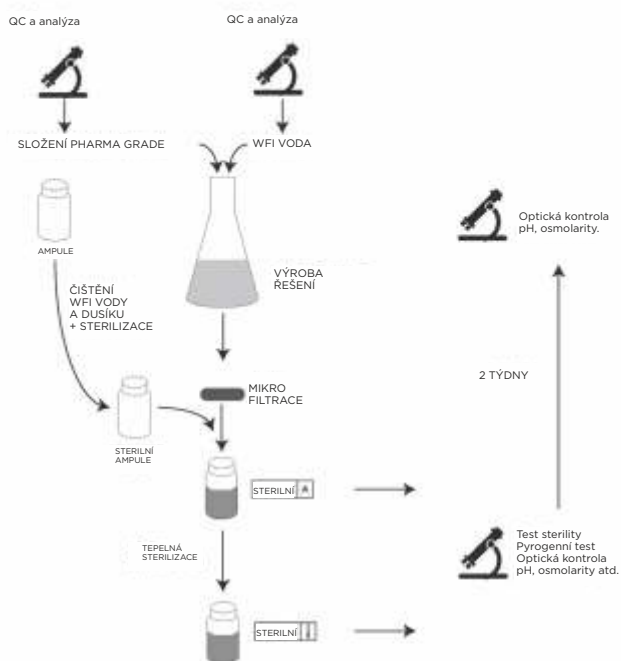 QC a analýza
QC a analýza
SLOŽENÍ PHARMA GRADE
WFI VODA
AMPULE
ČIŠTĚNÍ
WFI VODY
A DUSÍKU
+ STERILIZACE
VÝROBA
ŘEŠENÍ
Optická kontrola
pH, osmolarity.
2 TÝDNY
MIKRO
FILTRACE
STERILNÍ
AMPULE
STERILNÍ A
TEPELNÁ
STERILIZACE
Test sterility
Pyrogenní test
Optická kontrola
pH, osmolarity atd.
STERILNÍ